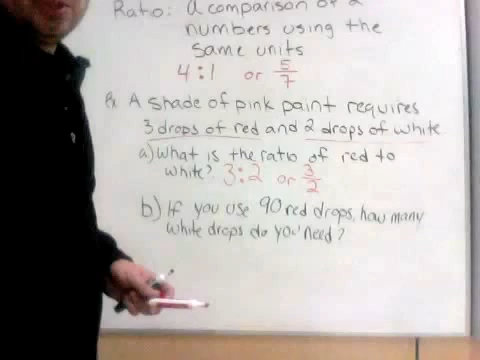 Ratio: A comparison of 2
numbers using the
same units
4:1 or 5/7
Ex. A shade of pink paint requires
3 drops of red and 2 drops of white.
a) What is the ratio of red to
white? 3:2 or 3/2
b) If you use 90 red drops, how many
white drops do you need?